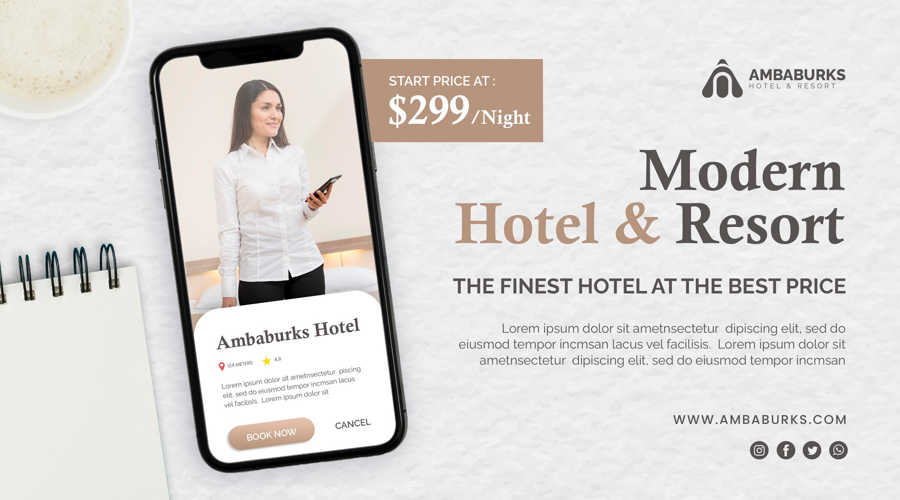 START PRICE AT :
$299/Night
AMBABURKS
HOTEL & RESORT
Modern
Hotel & Resort
THE FINEST HOTEL AT THE BEST PRICE
Lorem ipsum dolor sit ametnsectetur dipiscing elit, sed do
eiusmod tempor incmsan lacus vel facilisis. Lorem ipsum dolor sit
ametnsectetur dipiscing elit, sed do eiusmod tempor incmsan
WWW.AMBABURKS.COM
Ambaburks Hotel
METERS 4.9
Lorem ipsum dolor sit ametnsectetur piscing
elit, sed do eiusmod tempor incmsan lacus
vel facilisis. Lorem ipsum dolor sit
BOOK NOW
CANCEL